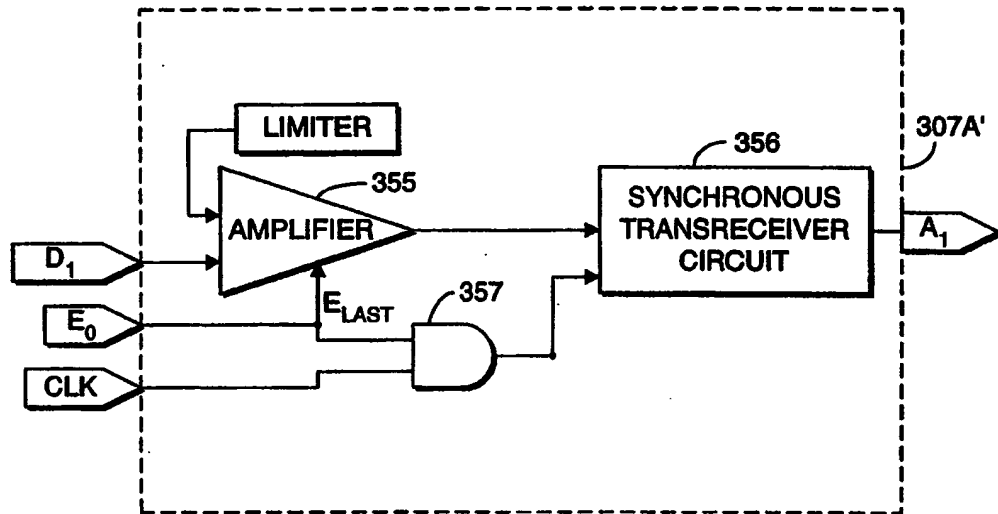 LIMITER
355
AMPLIFIER
356
307A'
SYNCHRONOUS
TRANSRECEIVER
CIRCUIT
A1
D1
E0
ELAST
357
CLK